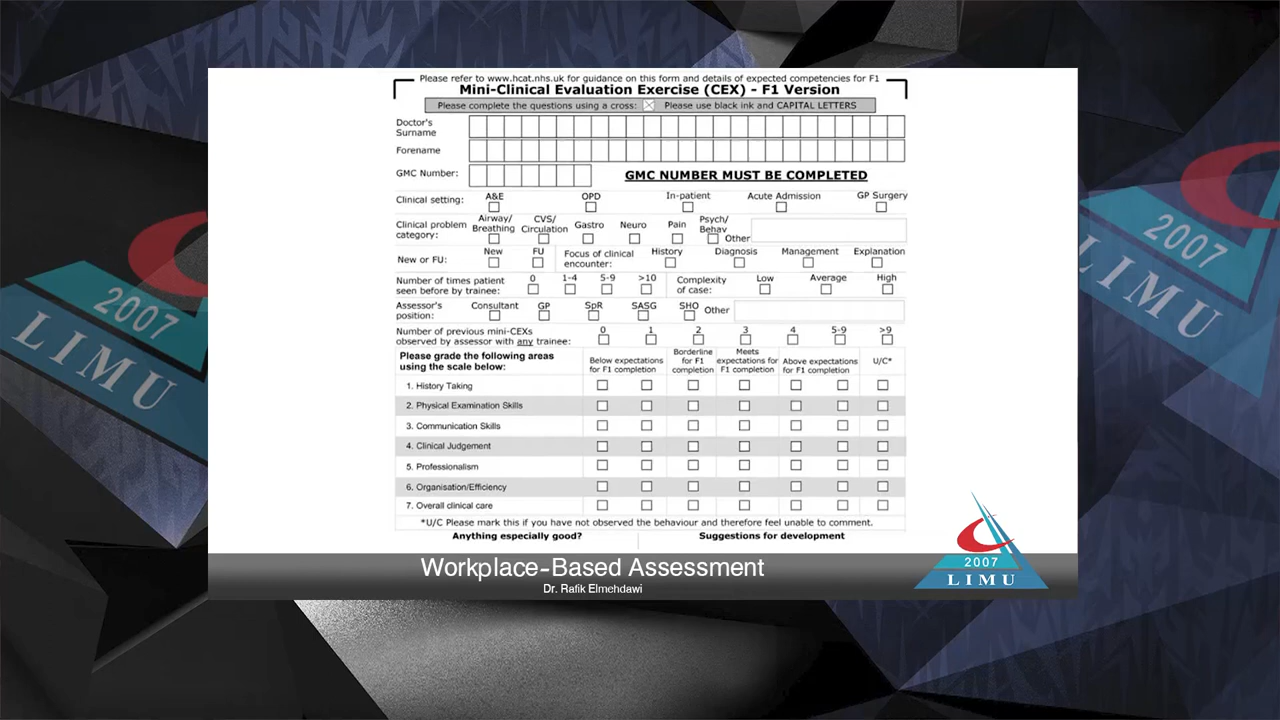 Please refer to www.hcat.nhs.uk for guidance on this form and details of expected competencies for F1
Mini-Clinical Evaluation Exercise (CEX) - F1 Version
Please complete the questions using a cross: Please use black ink and CAPITAL LETTERS
Doctor's
Surname
Forename
GMC Number: GMC NUMBER MUST BE COMPLETED
Clinical setting: A&E OPD In-patient Acute Admission GP Surgery
Clinical problem
category: Airway/
Breathing CVS/
Circulation Gastro Neuro Pain Psych/
Behav Other
New or FU: New FU Focus of clinical
encounter: History Diagnosis Management Explanation
Number of times patient
seen before by trainee: 0 1-4 5-9 >10 Complexity
of case: Low Average High
Assessor's
position: Consultant GP SpR SASG SHO Other
Number of previous mini-CEXs
observed by assessor with any trainee: 0 1 2 3 4 5-9 >9
Please grade the following areas
using the scale below:
Below expectations
for F1 completion
Borderline
for F1
completion
Meets
expectations for
F1 completion
Above expectations
for F1 completion
U/C*
1. History Taking
2. Physical Examination Skills
3. Communication Skills
4. Clinical Judgement
5. Professionalism
6. Organisation/Efficiency
7. Overall clinical care
*U/C Please mark this if you have not observed the behaviour and therefore feel unable to comment.
Anything especially good? Suggestions for development
Workplace-Based Assessment
Dr. Rafik Elmehdawi
2007
LIMU
2007
LIMU
2007
LIMU